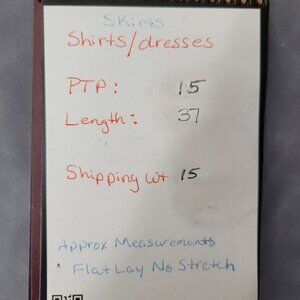 Skirts
Shirts/dresses
PTP: 15
Length: 37
Shipping wt 15
Approx Measurements
Flat Lay No Stretch